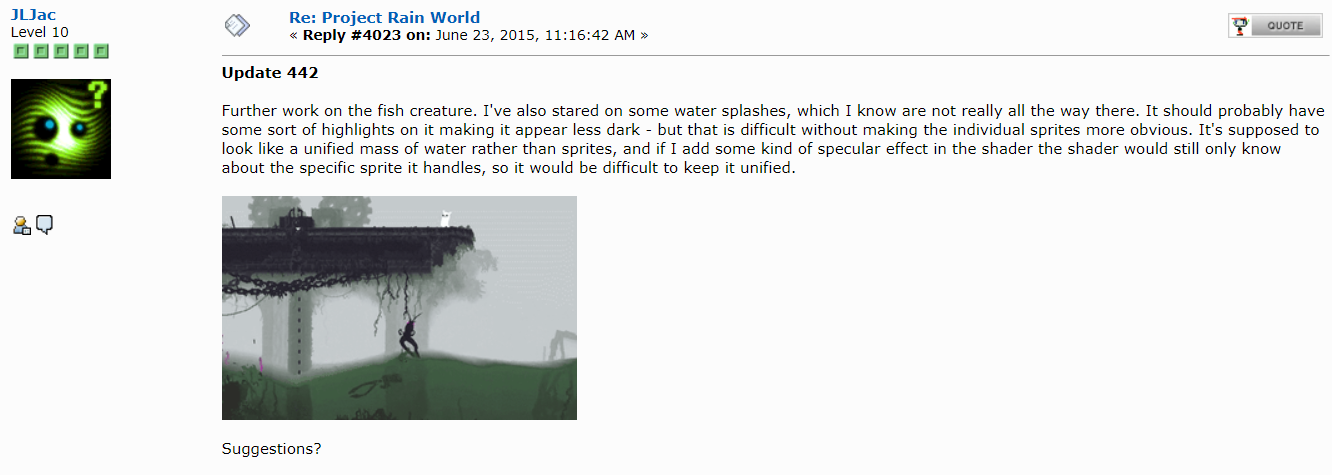 JLJac
Level 10
Re: Project Rain World
« Reply #4023 on: June 23, 2015, 11:16:42 AM »
QUOTE
Update 442
Further work on the fish creature. I've also stared on some water splashes, which I know are not really all the way there. It should probably have
some sort of highlights on it making it appear less dark - but that is difficult without making the individual sprites more obvious. It's supposed to
look like a unified mass of water rather than sprites, and if I add some kind of specular effect in the shader the shader would still only know
about the specific sprite it handles, so it would be difficult to keep it unified.
Suggestions?